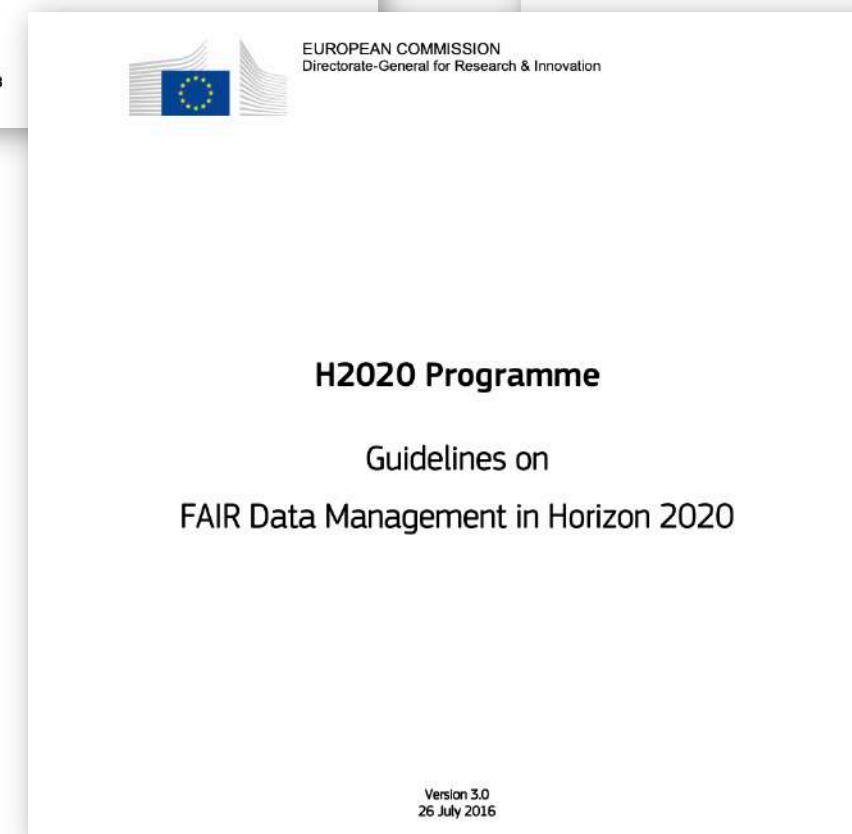 EUROPEAN COMMISSION
Directorate-General for Research & Innovation
H2020 Programme
Guidelines on
FAIR Data Management in Horizon 2020
Version 3.0
26 July 2016